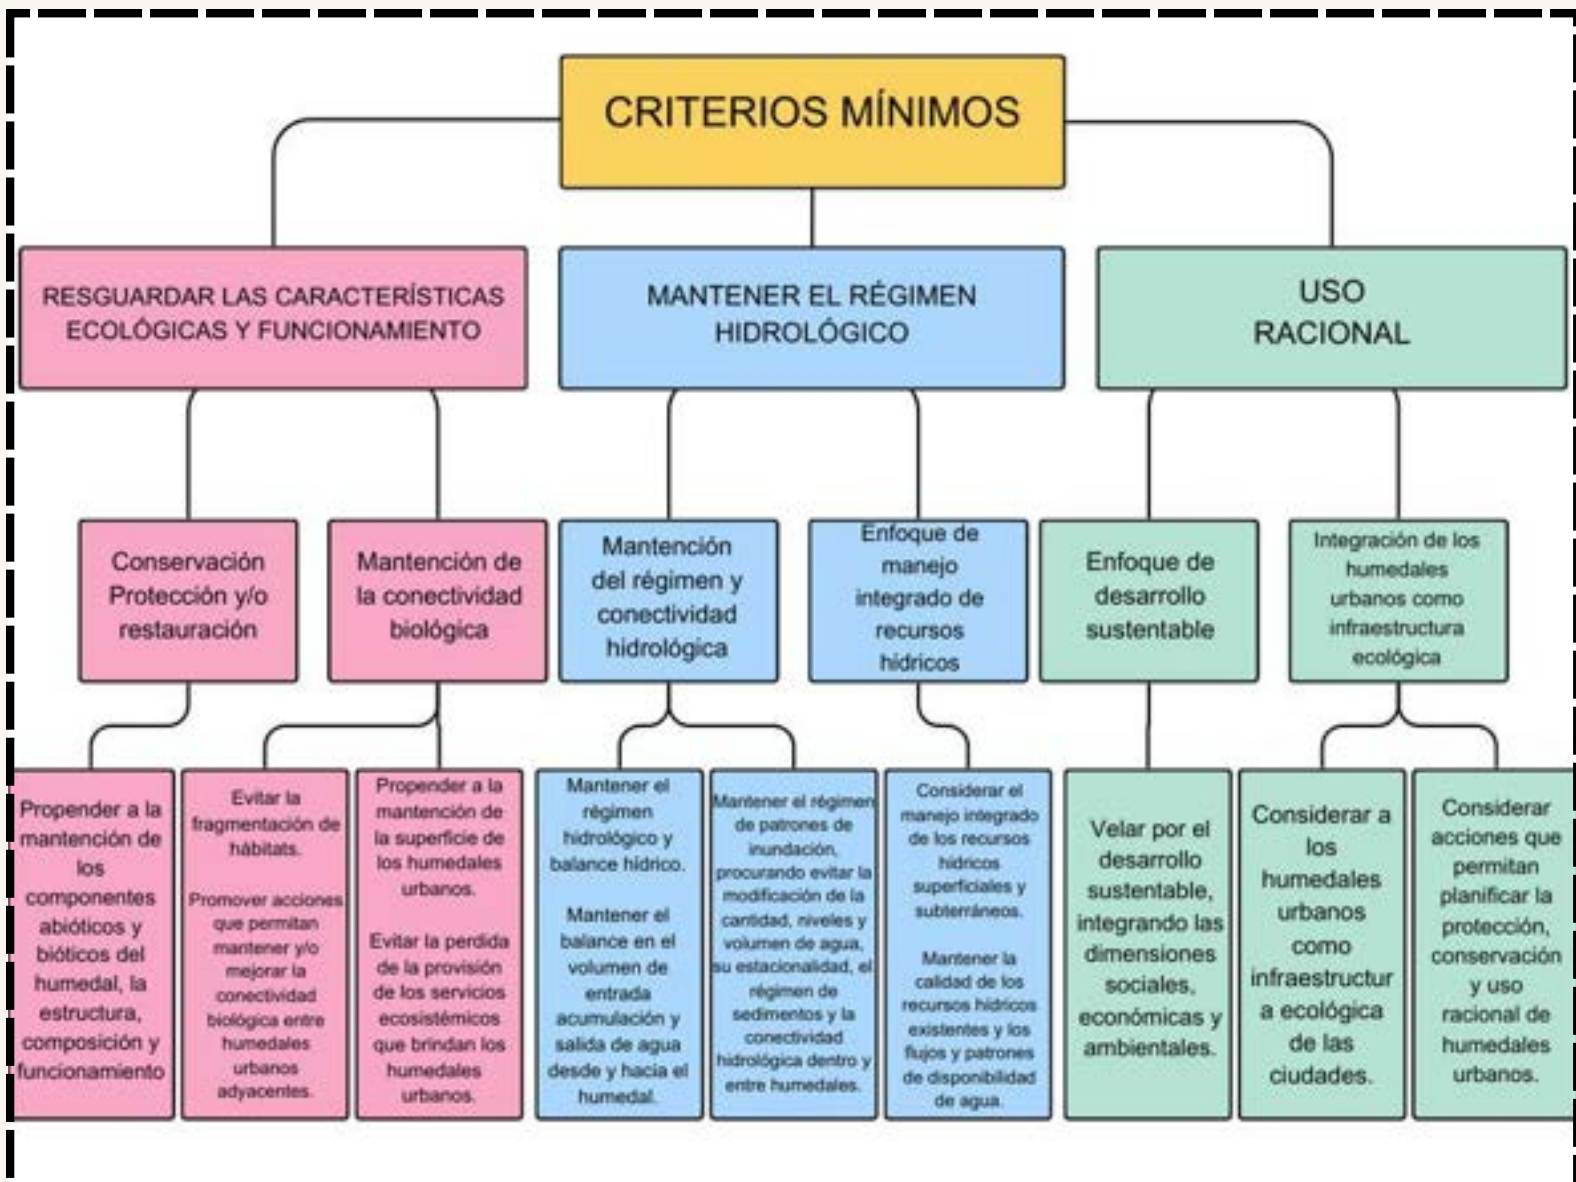 CRITERIOS MÍNIMOS
RESGUARDAR LAS CARACTERÍSTICAS
ECOLÓGICAS Y FUNCIONAMIENTO
MANTENER EL RÉGIMEN
HIDROLÓGICO
USO
RACIONAL
Conservación
Protección y/o
restauración
Mantención de
la conectividad
biológica
Mantención
del régimen y
conectividad
hidrológica
Enfoque de
manejo
integrado de
recursos
hídricos
Enfoque de
desarrollo
sustentable
Integración de los
humedales
urbanos como
infraestructura
ecológica
Propender a la
mantención de
los
componentes
abióticos y
bióticos del
humedal, la
estructura,
composición y
funcionamiento
Evitar la
fragmentación de
hábitats.
Promover acciones
que permitan
mantener y/o
mejorar la
conectividad
biológica entre
humedales
urbanos
adyacentes.
Propender a la
mantención de
la superficie de
los humedales
urbanos.
Evitar la perdida
de la provisión
de los servicios
ecosistémicos
que brindan los
humedales
urbanos.
Mantener el
régimen
hidrológico y
balance hídrico.
Mantener el
balance en el
volumen de
entrada
acumulación y
salida de agua
desde y hacia el
humedal.
Mantener el régimen
de patrones de
inundación,
procurando evitar la
modificación de la
cantidad, niveles y
volumen de agua,
su estacionalidad, el
régimen de
sedimentos y la
conectividad
hidrológica dentro y
entre humedales.
Considerar el
manejo integrado
de los recursos
hídricos
superficiales y
subterráneos.
Mantener la
calidad de los
recursos hídricos
existentes y los
flujos y patrones
de disponibilidad
de agua.
Velar por el
desarrollo
sustentable,
integrando las
dimensiones
sociales,
económicas y
ambientales.
Considerar a
los
humedales
urbanos
como
infraestructur
a ecológica
de las
ciudades.
Considerar
acciones que
permitan
planificar la
protección,
conservación
y uso
racional de
humedales
urbanos.